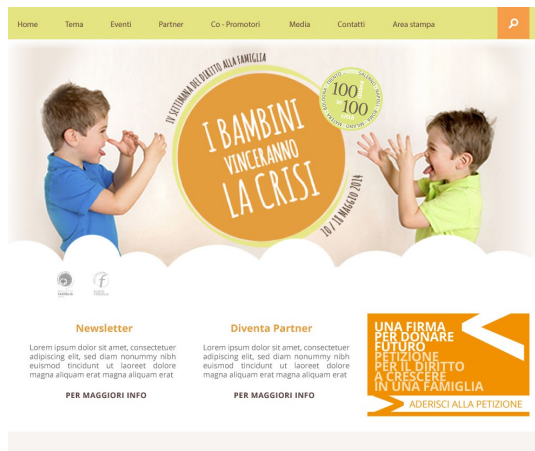 Home Tema Eventi Partner Co - Promotori Media Contatti Area stampa
IV SETTIMANA DEL DIRITTO ALLA FAMIGLIA
I BAMBINI
VINCERANNO
LA CRISI
100
100
città
10 / 18 MAGGIO 2014
Newsletter
Lorem ipsum dolor sit amet, consectetuer
adipiscing elit, sed diam nonummy nibh
euismod tincidunt ut laoreet dolore
magna aliquam erat magna aliquam erat
PER MAGGIORI INFO
Diventa Partner
Lorem ipsum dolor sit amet, consectetuer
adipiscing elit, sed diam nonummy nibh
euismod tincidunt ut laoreet dolore
magna aliquam erat magna aliquam erat
PER MAGGIORI INFO
UNA FIRMA
PER DONARE
FUTURO
PETIZIONE
PER IL DIRITTO
A CRESCERE
IN UNA FAMIGLIA
ADERISCI ALLA PETIZIONE